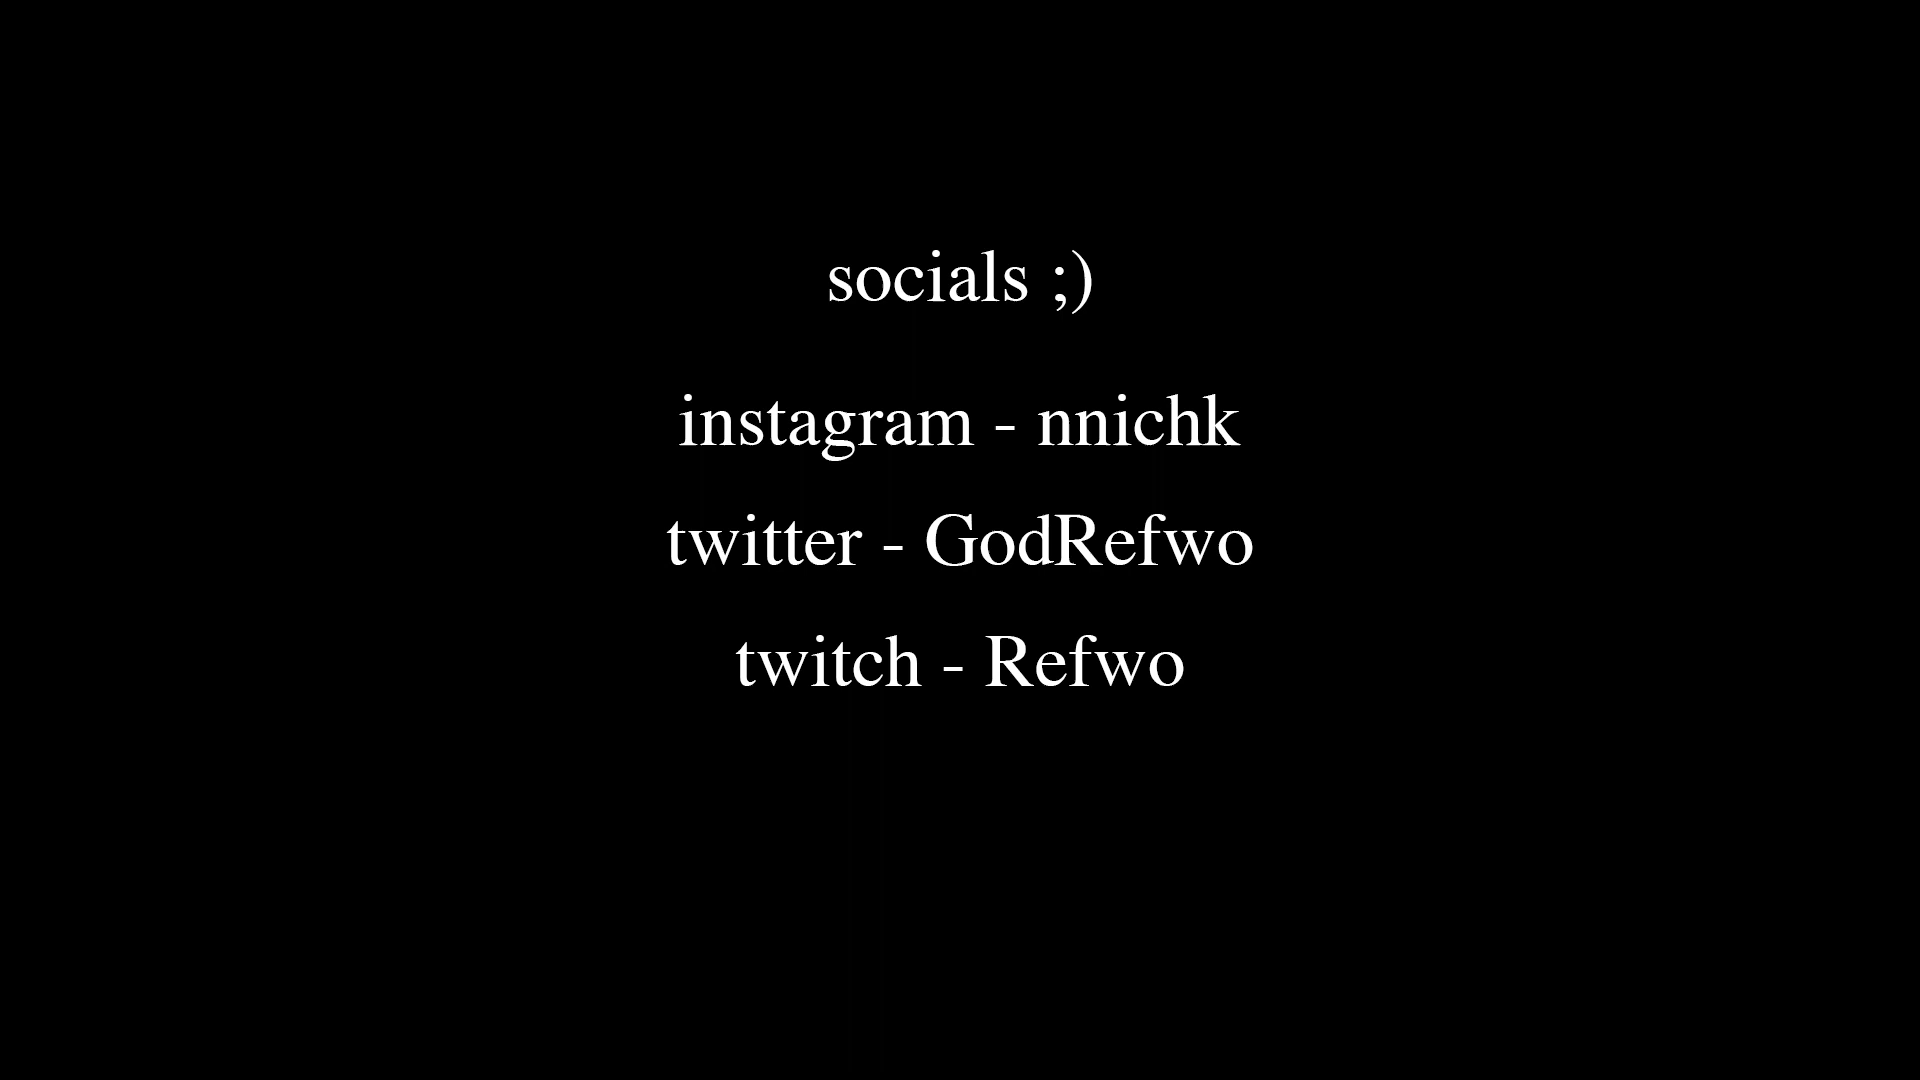 socials ;)
instagram - nnichk
twitter - GodRefwo
twitch - Refwo